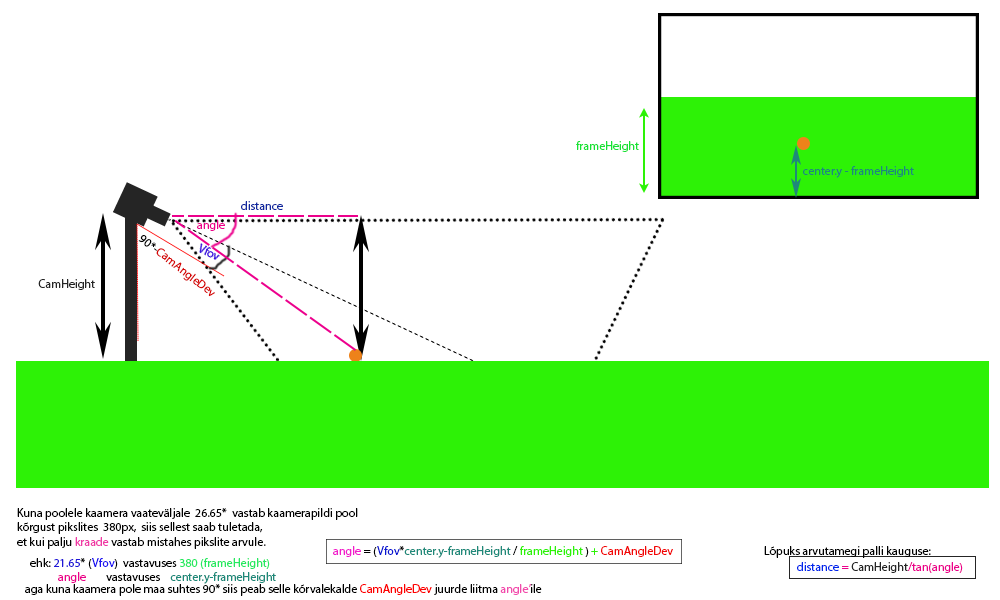 frameHeight
center.y - frameHeight
distance
angle
Vfov
90*-CamAngleDev
CamHeight
Kuna poolele kaamera vaateväljale 26.65* vastab kaamerapildi pool
kõrgust pikslites 380px, siis sellest saab tuletada,
et kui palju kraade vastab mistahes pikslite arvule.
ehk: 21.65* (Vfov) vastavuses 380 (frameHeight)
angle vastavuses center.y-frameHeight
aga kuna kaamera pole maa suhtes 90* siis peab selle kõrvalekalde CamAngleDev juurde liitma angle'ile
angle = (Vfov*center.y-frameHeight / frameHeight ) + CamAngleDev
Lõpuks arvutamegi palli kauguse:
distance = CamHeight/tan(angle)